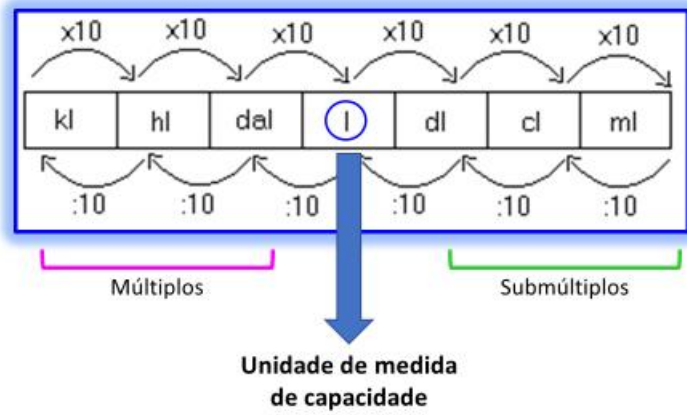 x10 x10 x10 x10 x10 x10
kl hl dal l dl cl ml
:10 :10 :10 :10 :10 :10
Múltiplos Submúltiplos
Unidade de medida
de capacidade